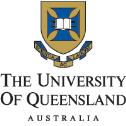 THE UNIVERSITY
OF QUEENSLAND
AUSTRALIA